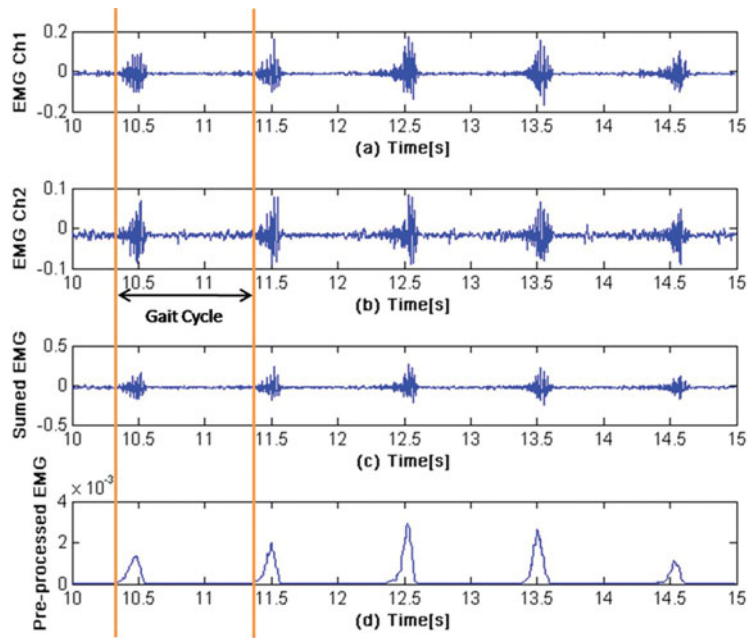 EMG Ch1
0.2
0
-0.2
10 10.5 11 11.5 12 12.5 13 13.5 14 14.5 15
(a) Time[s]
EMG Ch2
0.1
0
-0.1
10 10.5 11 11.5 12 12.5 13 13.5 14 14.5 15
(b) Time[s]
Gait Cycle
Sumed EMG
0.5
0
-0.5
10 10.5 11 11.5 12 12.5 13 13.5 14 14.5 15
(c) Time[s]
Pre-processed EMG
× 10⁻³
4
2
0
10 10.5 11 11.5 12 12.5 13 13.5 14 14.5 15
(d) Time[s]